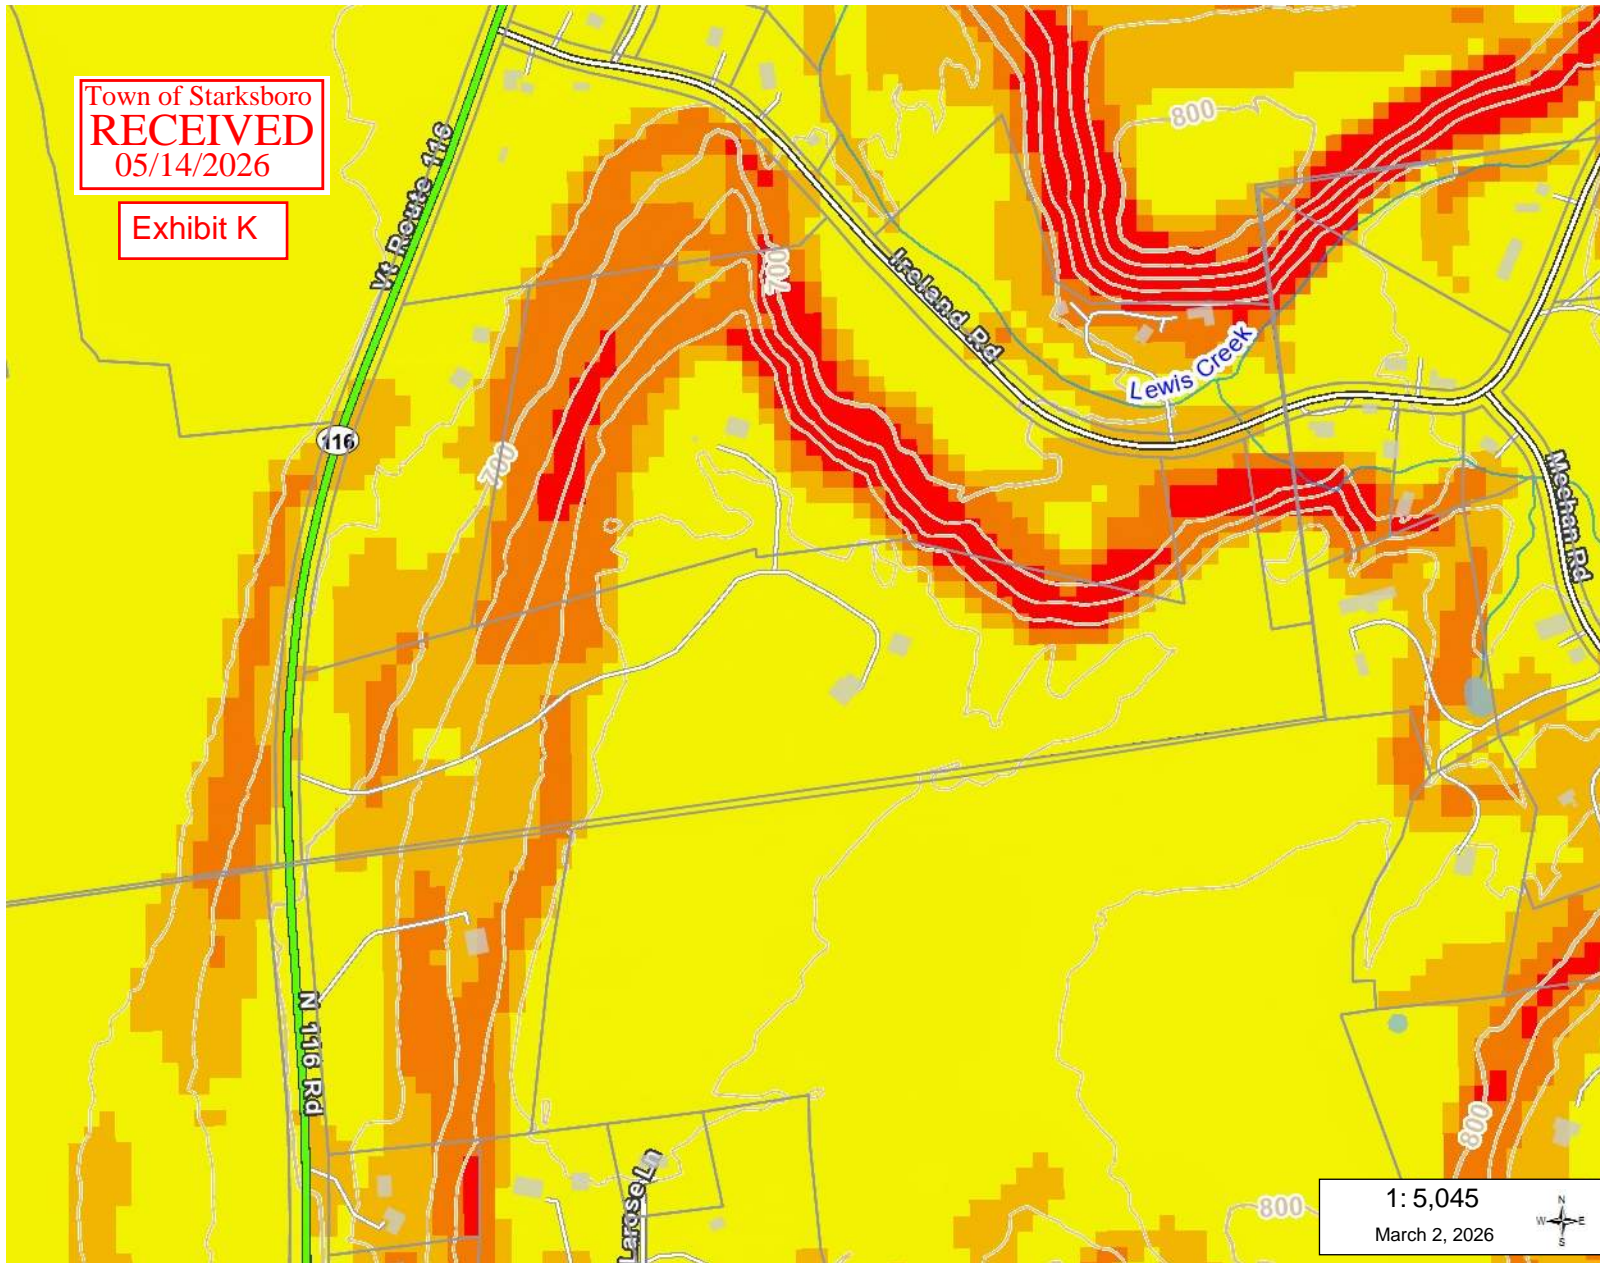 Town of Starksboro
RECEIVED
05/14/2026
Exhibit K
Vt Route 116
800
700
Ireland Rd
Lewis Creek
116
700
Meehan Rd
N 116 Rd
800
Larose Ln
800
1: 5,045
March 2, 2026
N
W E
S